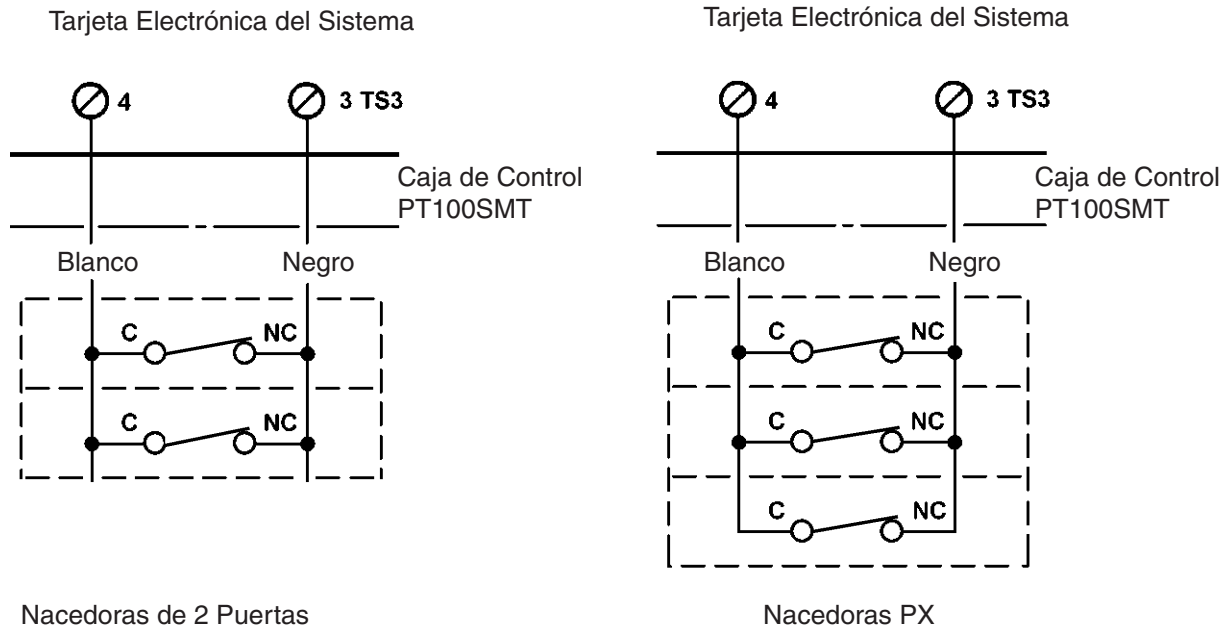 Tarjeta Electrónica del Sistema
4
3 TS3
Caja de Control
PT100SMT
Blanco
Negro
C
NC
C
NC
Nacedoras de 2 Puertas
Tarjeta Electrónica del Sistema
4
3 TS3
Caja de Control
PT100SMT
Blanco
Negro
C
NC
C
NC
C
NC
Nacedoras PX